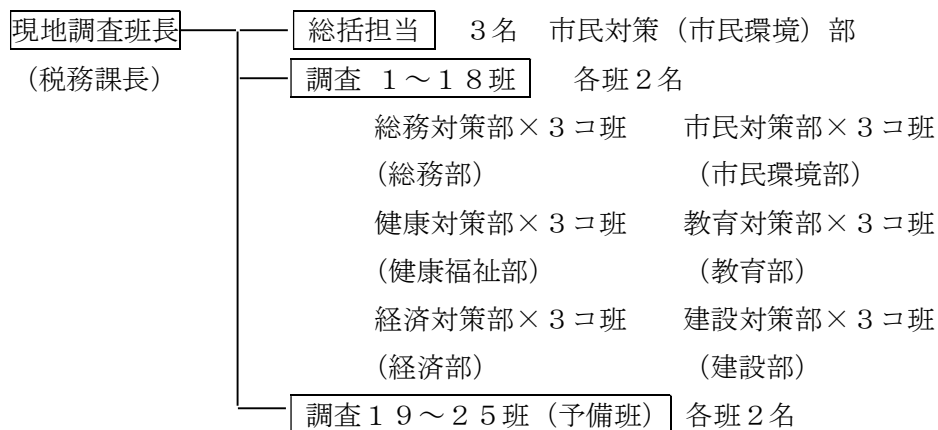 現地調査班長 総括担当 3名 市民対策(市民環境)部
(税務課長) 調査 1~18班 各班2名
総務対策部×3コ班 市民対策部×3コ班
(総務部) (市民環境部)
健康対策部×3コ班 教育対策部×3コ班
(健康福祉部) (教育部)
経済対策部×3コ班 建設対策部×3コ班
(経済部) (建設部)
調査19~25班(予備班) 各班2名